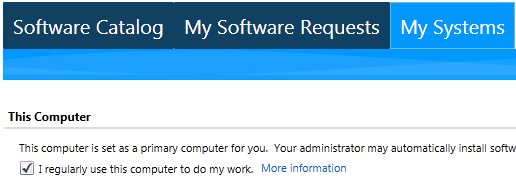 Software Catalog My Software Requests My Systems
This Computer
This computer is set as a primary computer for you. Your administrator may automatically install softw
I regularly use this computer to do my work. More information